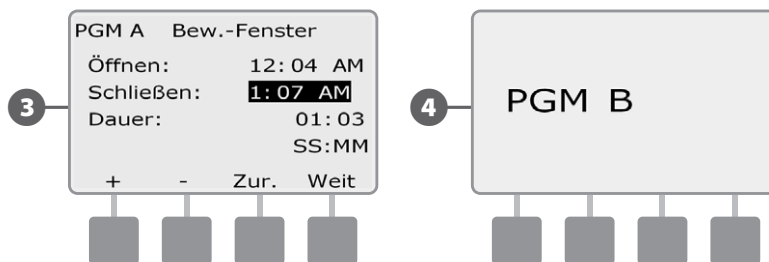 3
PGM A Bew.-Fenster
Öffnen: 12:04 AM
Schließen: 1:07 AM
Dauer: 01:03
SS:MM
+ - Zur. Weit
4
PGM B